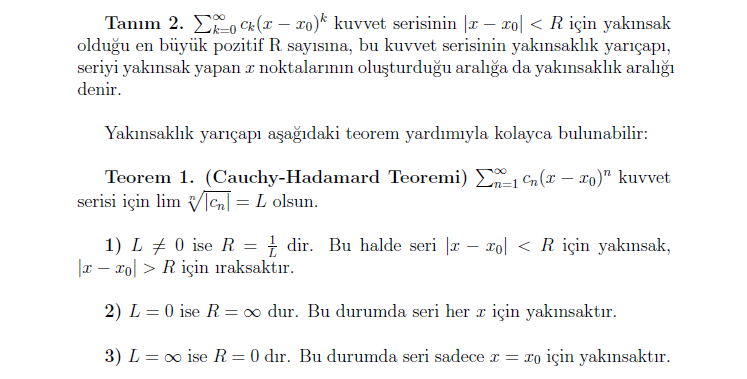 Tanım 2. ∑_{k=0}^{∞} c_k(x − x_0)^k kuvvet serisinin |x − x_0| < R için yakınsak
olduğu en büyük pozitif R sayısına, bu kuvvet serisinin yakınsaklık yarıçapı,
seriyi yakınsak yapan x noktalarının oluşturduğu aralığa da yakınsaklık aralığı
denir.
Yakınsaklık yarıçapı aşağıdaki teorem yardımıyla kolayca bulunabilir:
Teorem 1. (Cauchy-Hadamard Teoremi) ∑_{n=1}^{∞} c_n(x − x_0)^n kuvvet
serisi için lim \sqrt[n]{|c_n|} = L olsun.
1) L ≠ 0 ise R = \frac{1}{L} dir. Bu halde seri |x − x_0| < R için yakınsak,
|x − x_0| > R için ıraksaktır.
2) L = 0 ise R = ∞ dur. Bu durumda seri her x için yakınsaktır.
3) L = ∞ ise R = 0 dır. Bu durumda seri sadece x = x_0 için yakınsaktır.